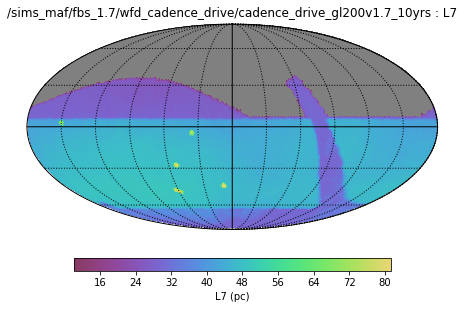 /sims_maf/fbs_1.7/wfd_cadence_drive/cadence_drive_gl200v1.7_10yrs : L7
16 24 32 40 48 56 64 72 80
L7 (pc)